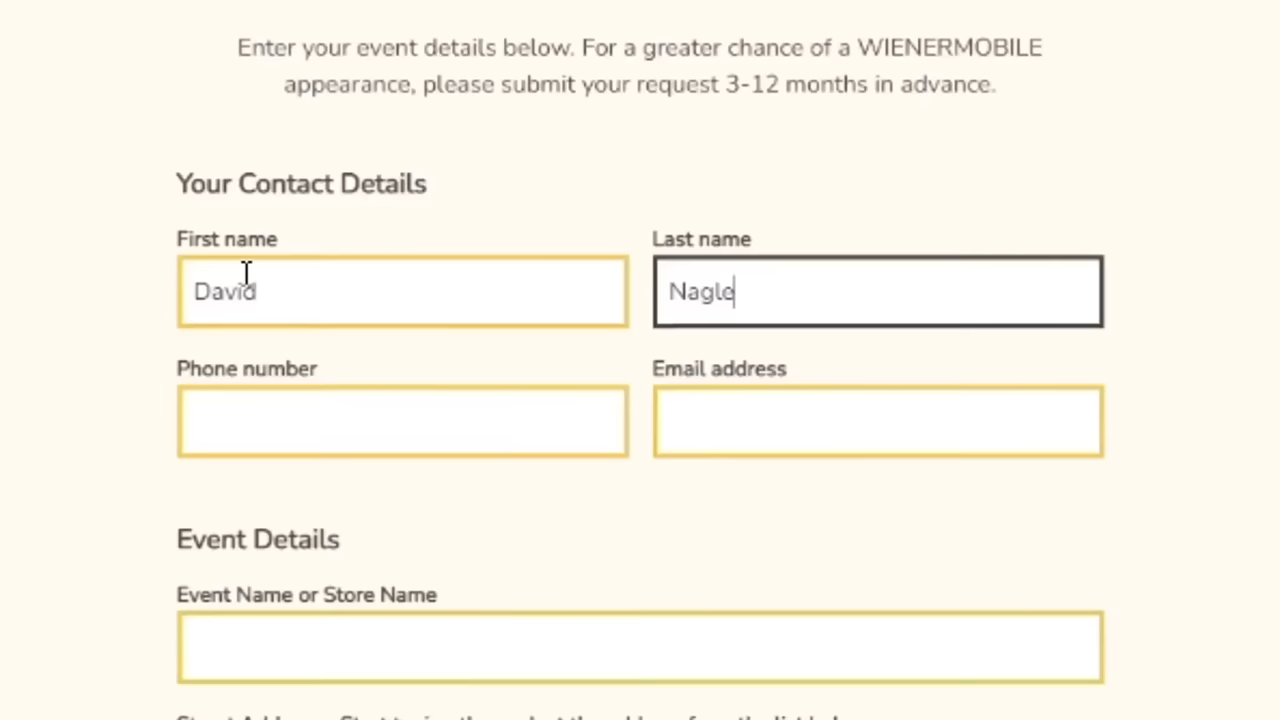 Enter your event details below. For a greater chance of a WIENERMOBILE
appearance, please submit your request 3-12 months in advance.
Your Contact Details
First name
Last name
David
Nagle
Phone number
Email address
Event Details
Event Name or Store Name